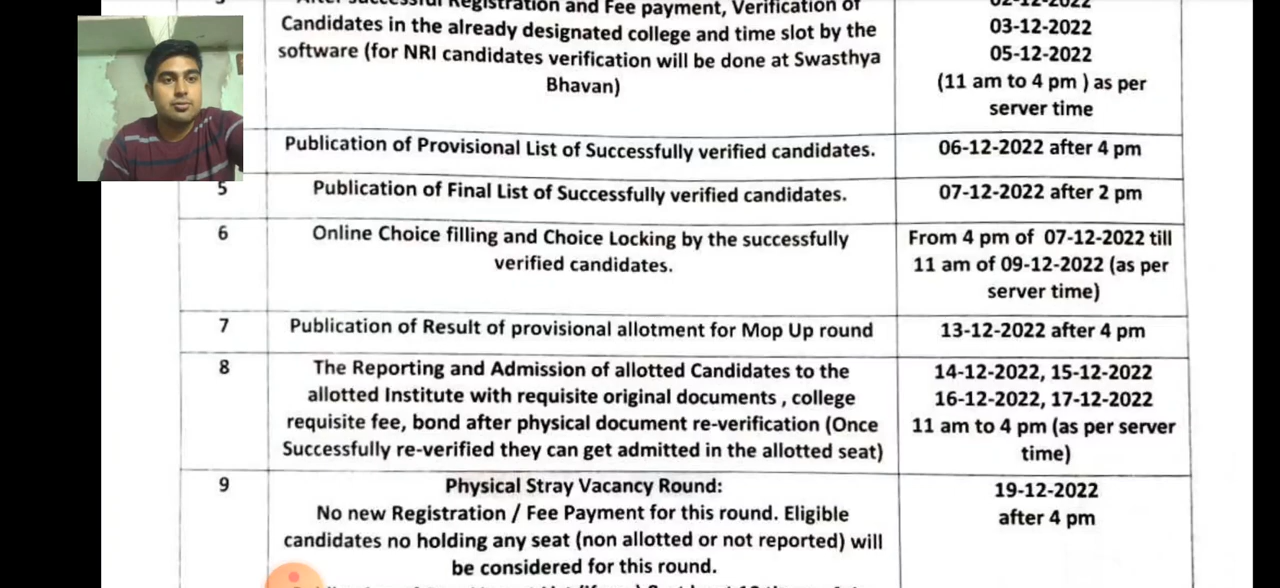 Registration and Fee payment, Verification of
Candidates in the already designated college and time slot by the
software (for NRI candidates verification will be done at Swasthya
Bhavan)
02-12-2022
03-12-2022
05-12-2022
(11 am to 4 pm ) as per
server time
Publication of Provisional List of Successfully verified candidates.
06-12-2022 after 4 pm
5
Publication of Final List of Successfully verified candidates.
07-12-2022 after 2 pm
6
Online Choice filling and Choice Locking by the successfully
verified candidates.
From 4 pm of 07-12-2022 till
11 am of 09-12-2022 (as per
server time)
7
Publication of Result of provisional allotment for Mop Up round
13-12-2022 after 4 pm
8
The Reporting and Admission of allotted Candidates to the
allotted Institute with requisite original documents , college
requisite fee, bond after physical document re-verification (Once
Successfully re-verified they can get admitted in the allotted seat)
14-12-2022, 15-12-2022
16-12-2022, 17-12-2022
11 am to 4 pm (as per server
time)
9
Physical Stray Vacancy Round:
No new Registration / Fee Payment for this round. Eligible
candidates no holding any seat (non allotted or not reported) will
be considered for this round.
19-12-2022
after 4 pm